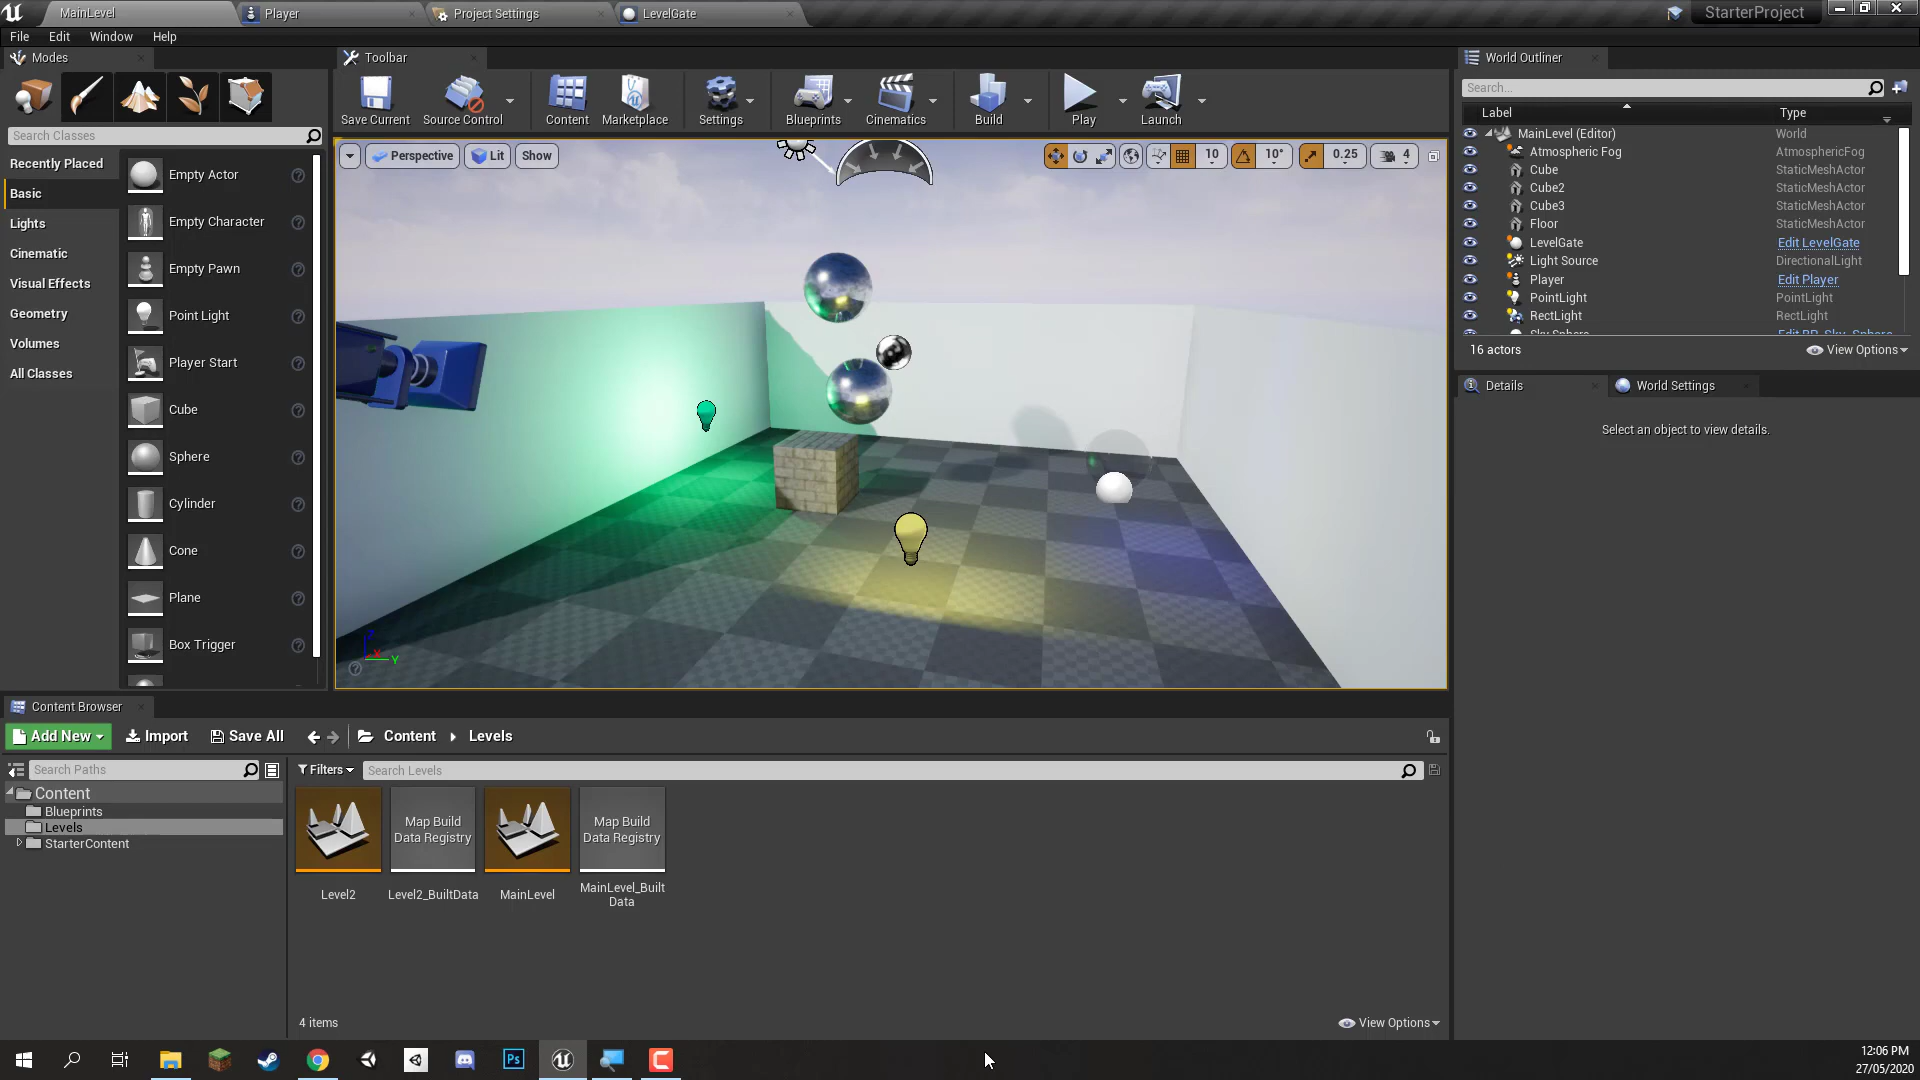 MainLevel
Player
Project Settings
LevelGate
StarterProject
File Edit Window Help
Modes
Toolbar
World Outliner
Search...
Save Current
Source Control
Content
Marketplace
Settings
Blueprints
Cinematics
Build
Play
Launch
Search Classes
Recently Placed
Basic
Lights
Cinematic
Visual Effects
Geometry
Volumes
All Classes
Empty Actor
Empty Character
Empty Pawn
Point Light
Player Start
Cube
Sphere
Cylinder
Cone
Plane
Box Trigger
Perspective
Lit
Show
10
10°
0.25
4
Z
X
Y
Label Type
MainLevel (Editor) World
Atmospheric Fog AtmosphericFog
Cube StaticMeshActor
Cube2 StaticMeshActor
Cube3 StaticMeshActor
Floor StaticMeshActor
LevelGate Edit LevelGate
Light Source DirectionalLight
Player Edit Player
PointLight PointLight
RectLight RectLight
Sky Sphere Edit BP_Sky_Sphere
16 actors
View Options
Details
World Settings
Select an object to view details.
Content Browser
Add New
Import
Save All
Content
Levels
Search Paths
Filters
Search Levels
Content
Blueprints
Levels
StarterContent
Map Build
Data Registry
Map Build
Data Registry
Level2
Level2_BuiltData
MainLevel
MainLevel_Built
Data
4 items
View Options
Ps
12:06 PM
27/05/2020